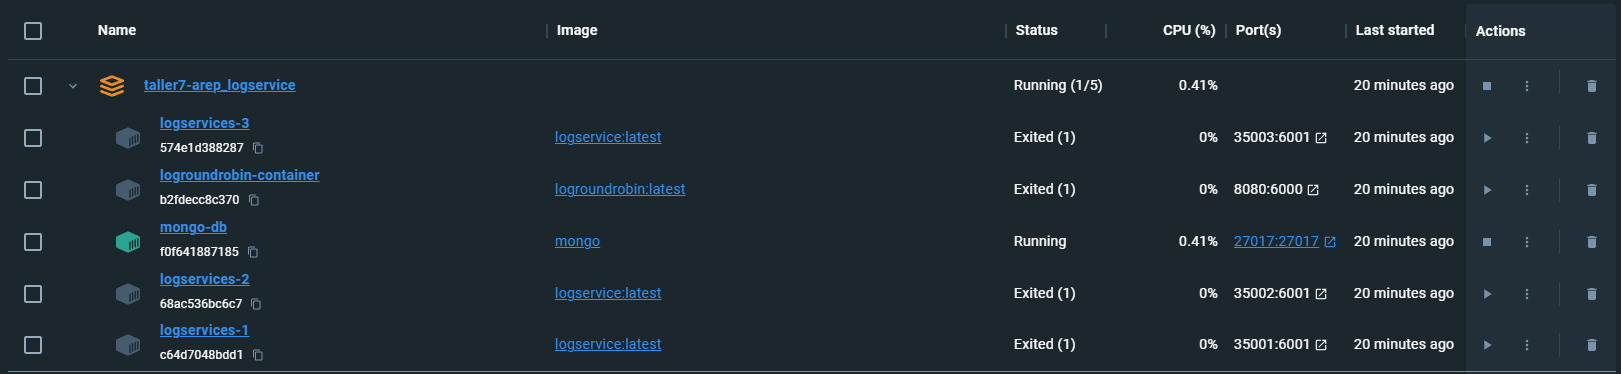 Name Image Status CPU (%) Port(s) Last started Actions
taller7-arep_logservice Running (1/5) 0.41% 20 minutes ago
logservices-3
574e1d388287 logservice:latest Exited (1) 0% 35003:6001 20 minutes ago
logroundrobin-container
b2fdecc8c370 logroundrobin:latest Exited (1) 0% 8080:6000 20 minutes ago
mongo-db
f0f641887185 mongo Running 0.41% 27017:27017 20 minutes ago
logservices-2
68ac536bc6c7 logservice:latest Exited (1) 0% 35002:6001 20 minutes ago
logservices-1
c64d7048bdd1 logservice:latest Exited (1) 0% 35001:6001 20 minutes ago